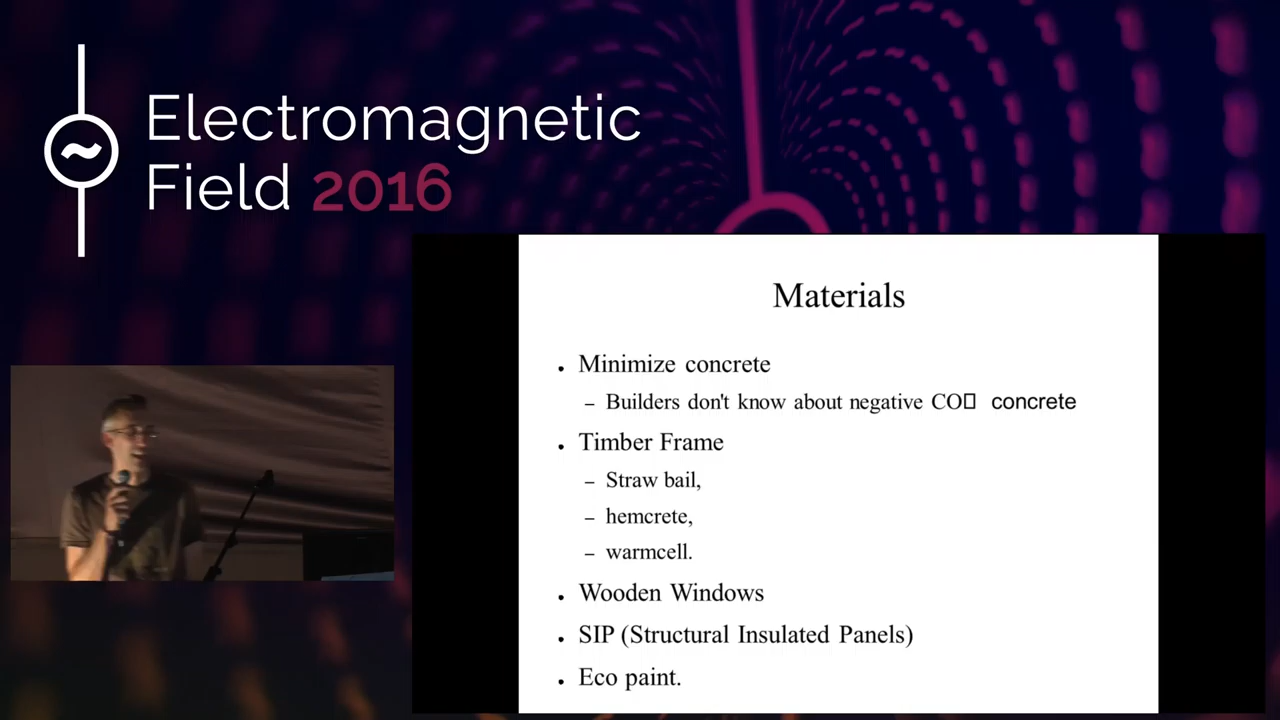 Electromagnetic
Field 2016
Materials
• Minimize concrete
– Builders don't know about negative CO□ concrete
• Timber Frame
– Straw bail,
– hemcrete,
– warmcell.
• Wooden Windows
• SIP (Structural Insulated Panels)
• Eco paint.